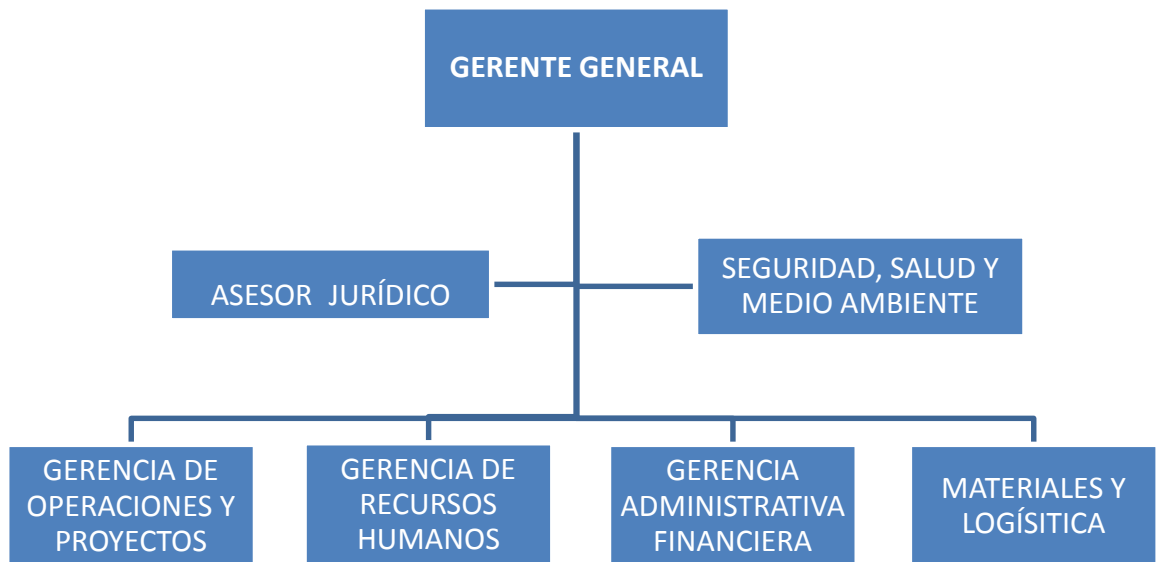 GERENTE GENERAL
ASESOR JURÍDICO
SEGURIDAD, SALUD Y
MEDIO AMBIENTE
GERENCIA DE
OPERACIONES Y
PROYECTOS
GERENCIA DE
RECURSOS
HUMANOS
GERENCIA
ADMINISTRATIVA
FINANCIERA
MATERIALES Y
LOGÍSITICA